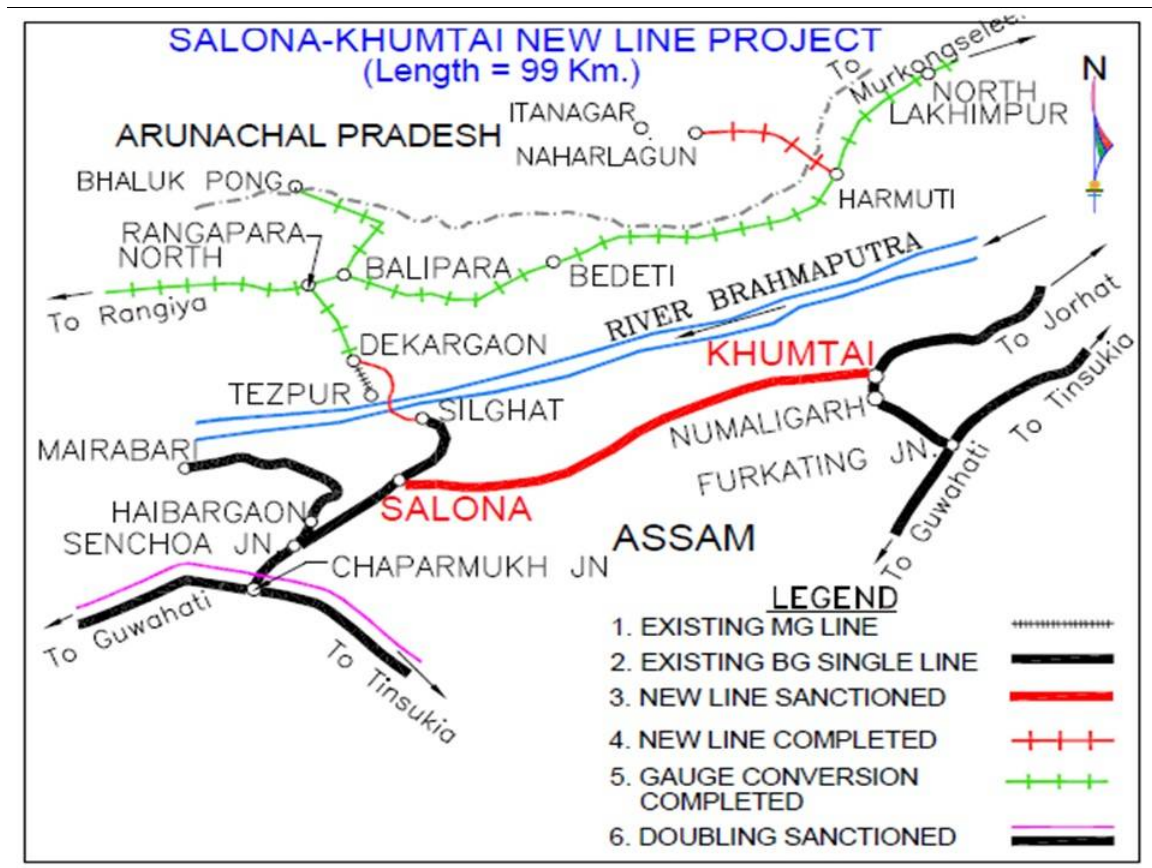 SALONA-KHUMTAI NEW LINE PROJECT
(Length = 99 Km.)
To
Murkongselek
N
NORTH
LAKHIMPUR
ITANAGAR
ARUNACHAL PRADESH
NAHARLAGUN
BHALUK PONG
HARMUTI
RANGAPARA
NORTH
BALIPARA
BEDETI
To Rangiya
RIVER BRAHMAPUTRA
To Jorhat
DEKARGAON
KHUMTAI
TEZPUR
SILGHAT
To Tinsukia
NUMALIGARH
MAIRABARI
FURKATING JN.
SALONA
HAIBARGAON
To Guwahati
ASSAM
SENCHOA JN.
CHAPARMUKH JN
To Guwahati
To Tinsukia
LEGEND
1. EXISTING MG LINE
2. EXISTING BG SINGLE LINE
3. NEW LINE SANCTIONED
4. NEW LINE COMPLETED
5. GAUGE CONVERSION
COMPLETED
6. DOUBLING SANCTIONED